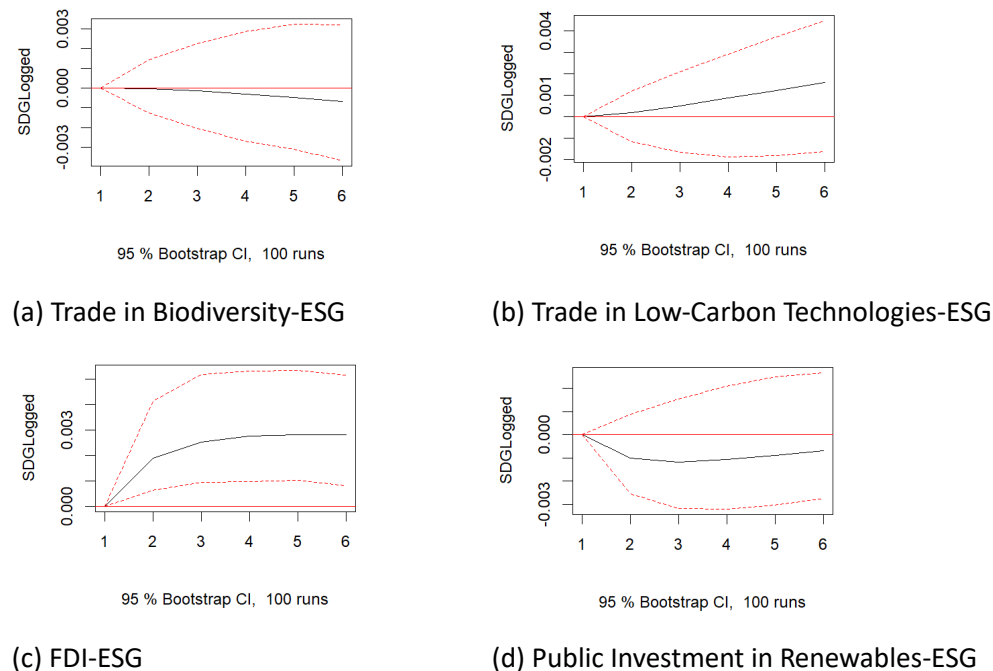 SDGLogged
0.003
0.000
-0.003
1 2 3 4 5 6
95 % Bootstrap CI, 100 runs
(a) Trade in Biodiversity-ESG
SDGLogged
0.004
0.001
-0.002
1 2 3 4 5 6
95 % Bootstrap CI, 100 runs
(b) Trade in Low-Carbon Technologies-ESG
SDGLogged
0.003
0.000
1 2 3 4 5 6
95 % Bootstrap CI, 100 runs
(c) FDI-ESG
SDGLogged
0.000
-0.003
1 2 3 4 5 6
95 % Bootstrap CI, 100 runs
(d) Public Investment in Renewables-ESG